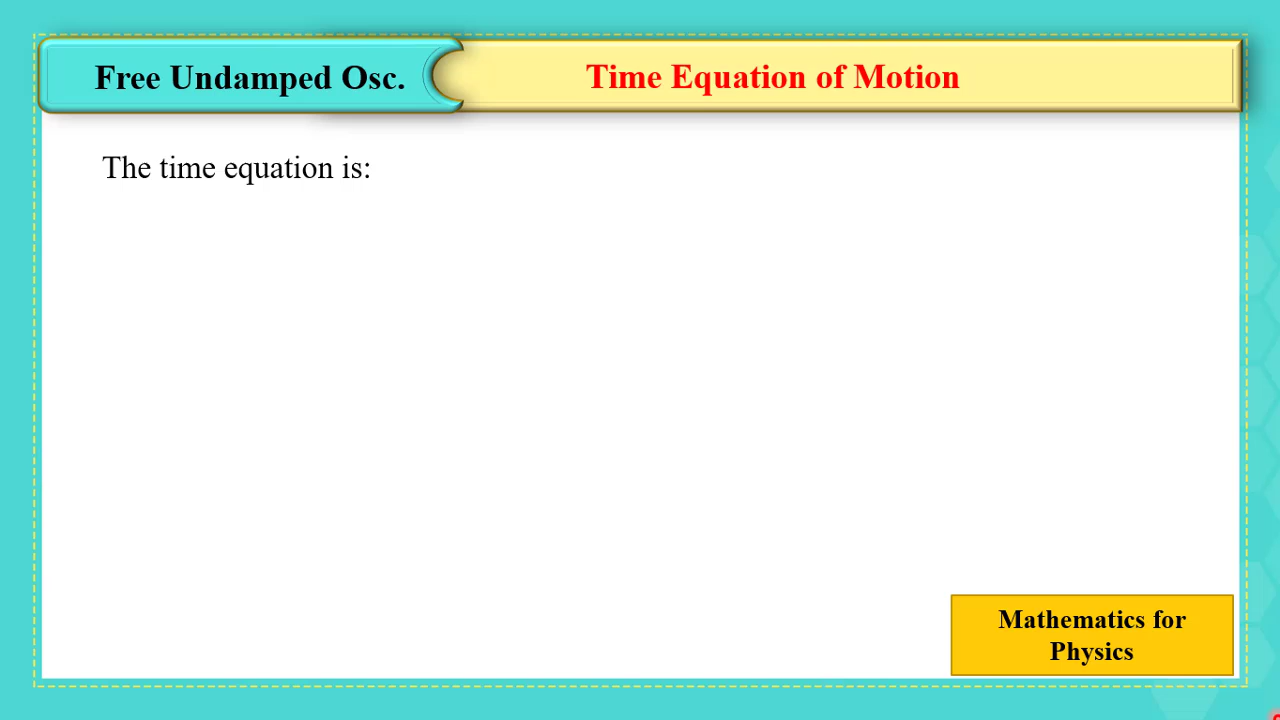 Free Undamped Osc.
Time Equation of Motion
The time equation is:
Mathematics for
Physics